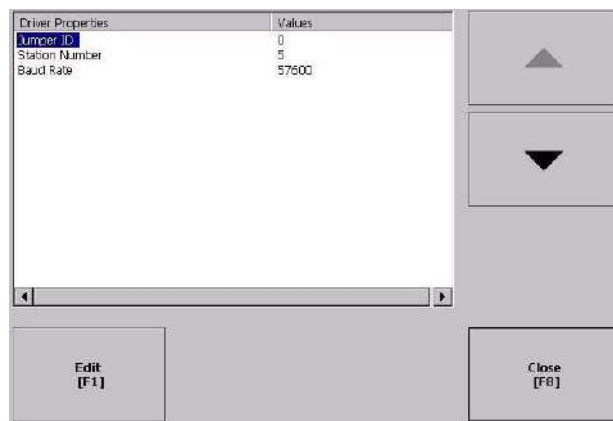 Driver Properties Values
Jumper ID 0
Station Number 5
Baud Rate 57600
Edit
[F1]
Close
[F8]